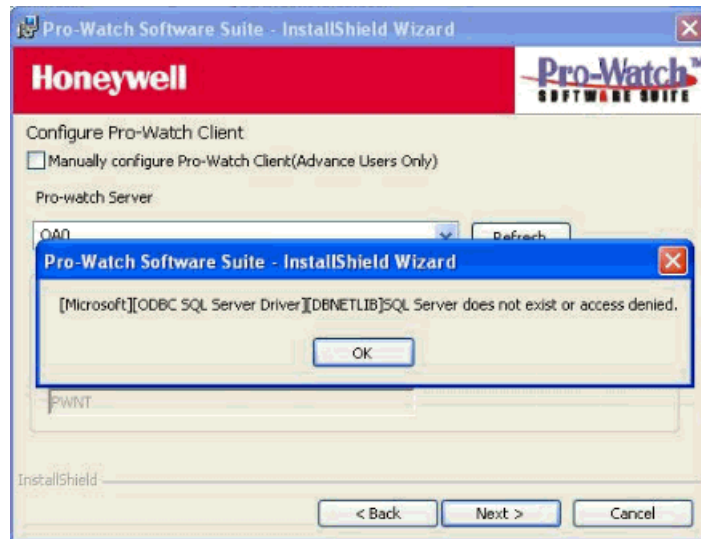 Pro-Watch Software Suite - InstallShield Wizard
Honeywell
Pro-Watch™
SOFTWARE SUITE
Configure Pro-Watch Client
Manually configure Pro-Watch Client(Advance Users Only)
Pro-watch Server
Refresh
Pro-Watch Software Suite - InstallShield Wizard
[Microsoft][ODBC SQL Server Driver][DBNETLIB]SQL Server does not exist or access denied.
OK
PWNT
InstallShield
< Back Next > Cancel